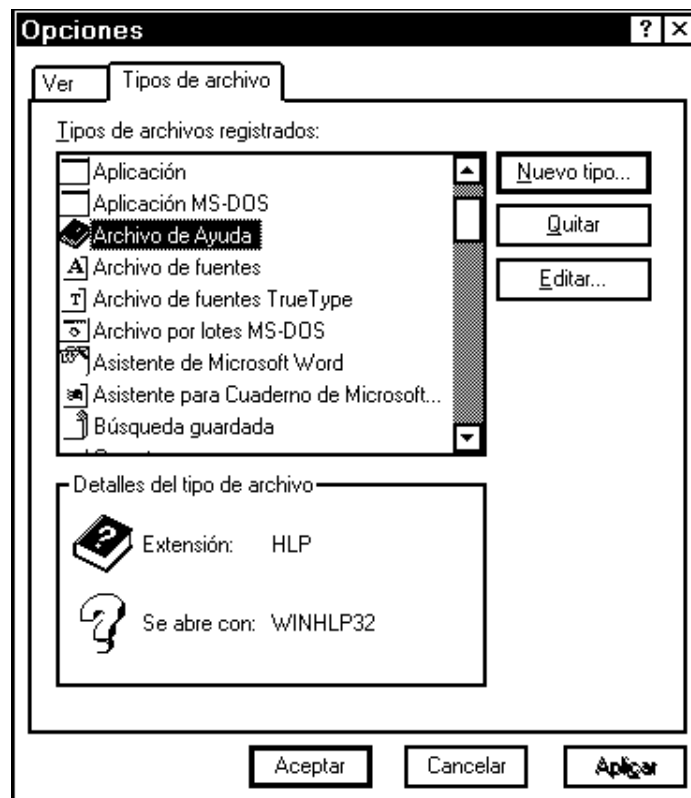 Opciones
Ver
Tipos de archivo
Tipos de archivos registrados:
Aplicación
Aplicación MS-DOS
Archivo de Ayuda
Archivo de fuentes
Archivo de fuentes TrueType
Archivo por lotes MS-DOS
Asistente de Microsoft Word
Asistente para Cuaderno de Microsoft...
Búsqueda guardada
Nuevo tipo...
Quitar
Editar...
Detalles del tipo de archivo
Extensión: HLP
Se abre con: WINHLP32
Aceptar
Cancelar
Aplicar